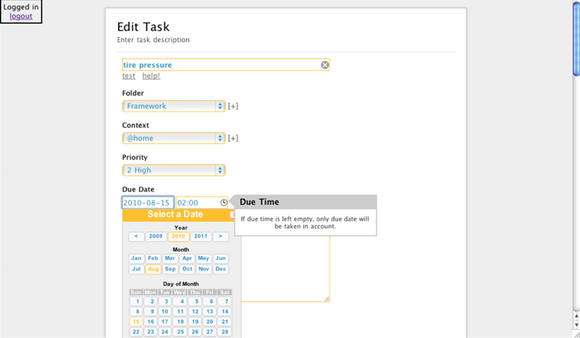 Logged in
logout
Edit Task
Enter task description
tire pressure
test help!
Folder
Framework [+]
Context
@home [+]
Priority
2 High
Due Date
2010-08-15 02:00
Due Time
If due time is left empty, only due date will
be taken in account.
Select a Date
Year
< 2009 2010 2011 >
Month
Jan Feb Mar Apr May Jun
Jul Aug Sep Oct Nov Dec
Day of Month
Sun Mon Tue Wed Thu Fri Sat
1 2 3 4 5 6 7
8 9 10 11 12 13 14
15 16 17 18 19 20 21
22 23 24 25 26 27 28